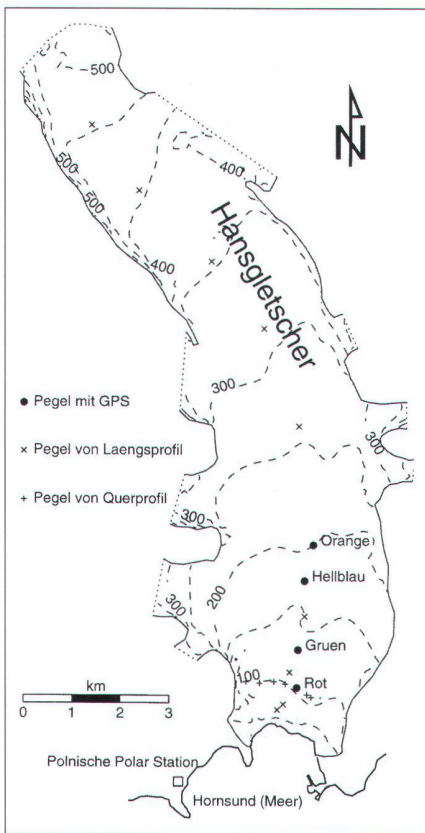 500
N
400
500
500
Hansgletscher
400
300
● Pegel mit GPS
× Pegel von Laengsprofil
300
+ Pegel von Querprofil
300
Orange
Hellblau
200
300
Gruen
100
Rot
km
0 1 2 3
Polnische Polar Station
Hornsund (Meer)